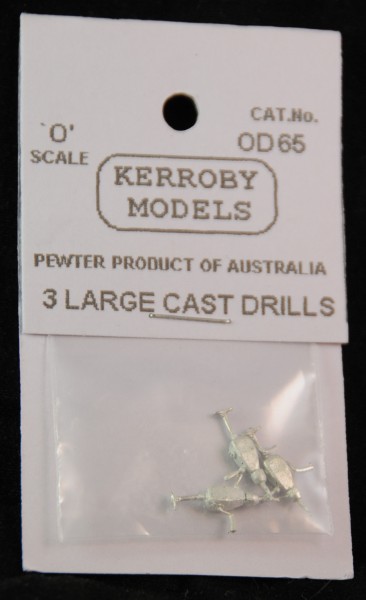 CAT.No.
'O'
OD65
SCALE
KERROBY
MODELS
PEWTER PRODUCT OF AUSTRALIA
3 LARGE CAST DRILLS